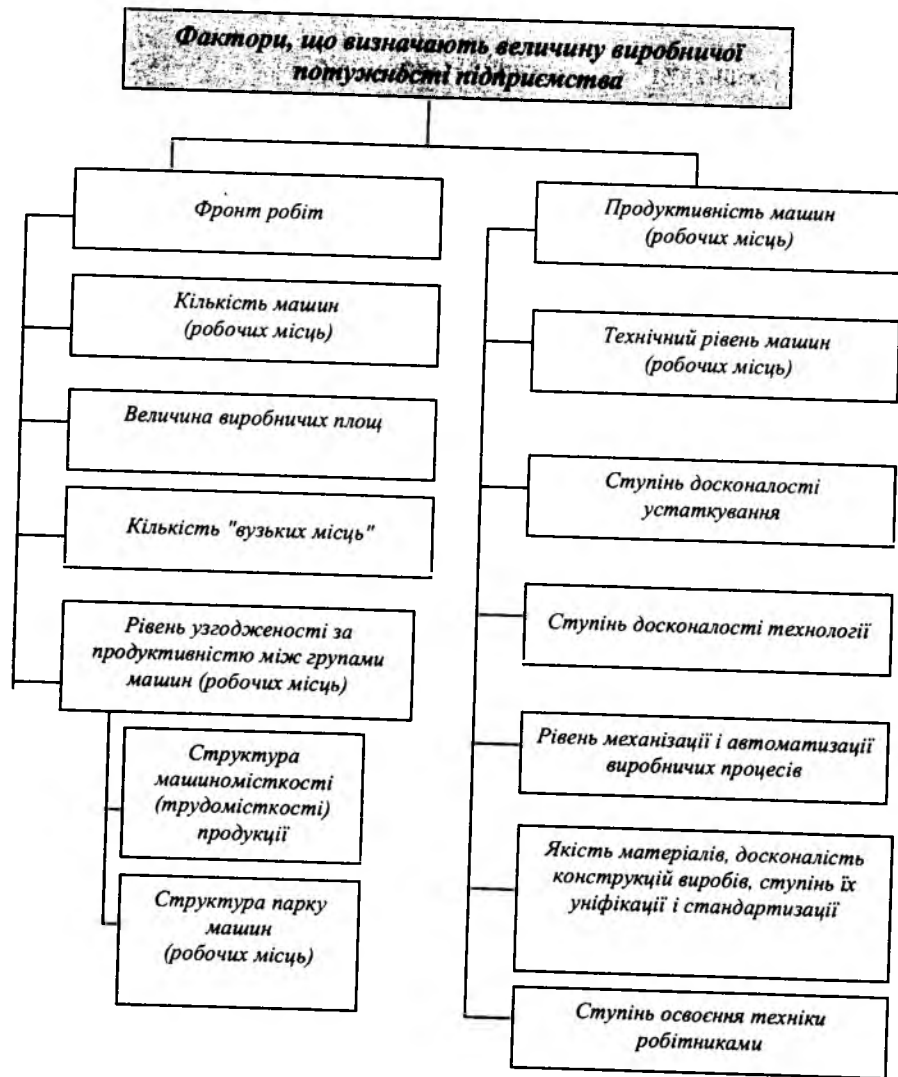 Фактори, що визначають величину виробничої
потужності підприємства
Фронт робіт
Кількість машин
(робочих місць)
Величина виробничих площ
Кількість "вузьких місць"
Рівень узгодженості за
продуктивністю між групами
машин (робочих місць)
Структура
машиномісткості
(трудомісткості)
продукції
Структура парку
машин
(робочих місць)
Продуктивність машин
(робочих місць)
Технічний рівень машин
(робочих місць)
Ступінь досконалості
устаткування
Ступінь досконалості технології
Рівень механізації і автоматизації
виробничих процесів
Якість матеріалів, досконалість
конструкцій виробів, ступінь їх
уніфікації і стандартизації
Ступінь освоєння техніки
робітниками